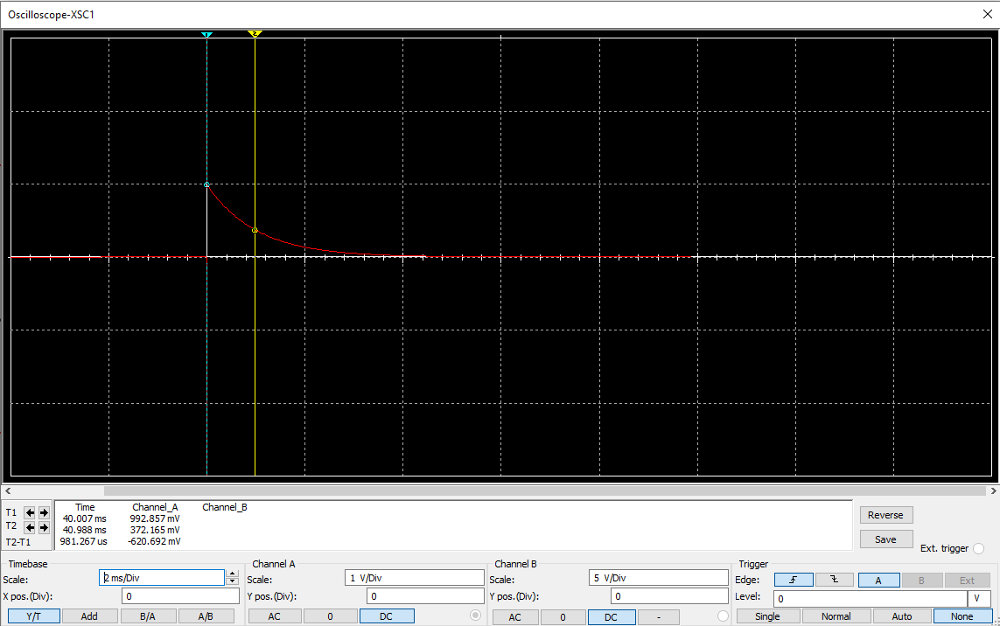 Oscilloscope-XSC1
1 2
T1
T2
T2-T1
Time Channel_A Channel_B
40.007 ms 992.857 mV
40.988 ms 372.165 mV
981.267 us -620.692 mV
Reverse
Save
Ext. trigger
Timebase
Scale: 2 ms/Div
X pos.(Div): 0
Y/T Add B/A A/B
Channel A
Scale: 1 V/Div
Y pos.(Div): 0
AC 0 DC
Channel B
Scale: 5 V/Div
Y pos.(Div): 0
AC 0 DC -
Trigger
Edge: A B Ext
Level: 0 V
Single Normal Auto None